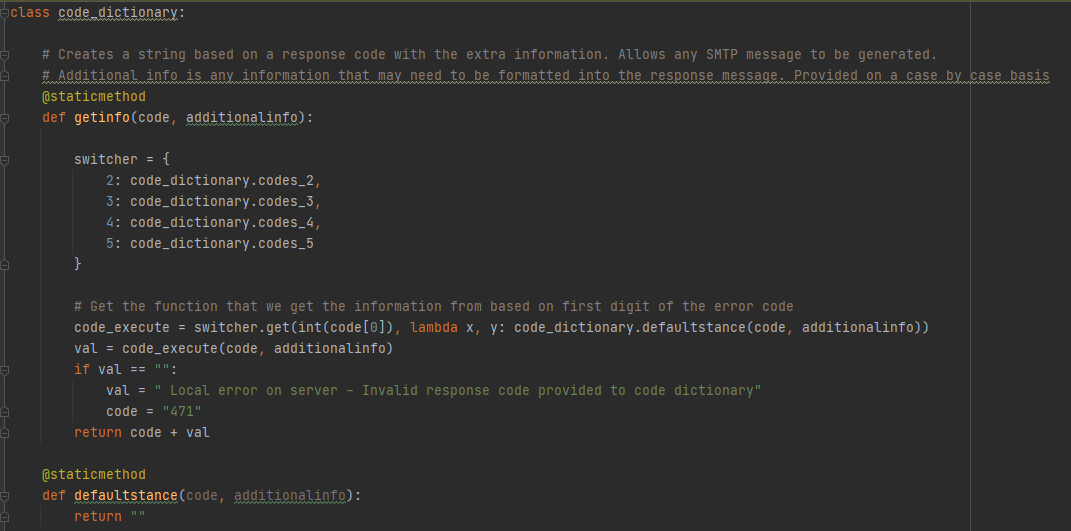 class code_dictionary:
# Creates a string based on a response code with the extra information. Allows any SMTP message to be generated.
# Additional info is any information that may need to be formatted into the response message. Provided on a case by case basis
@staticmethod
def getinfo(code, additionalinfo):
switcher = {
2: code_dictionary.codes_2,
3: code_dictionary.codes_3,
4: code_dictionary.codes_4,
5: code_dictionary.codes_5
}
# Get the function that we get the information from based on first digit of the error code
code_execute = switcher.get(int(code[0]), lambda x, y: code_dictionary.defaultstance(code, additionalinfo))
val = code_execute(code, additionalinfo)
if val == "":
val = " Local error on server - Invalid response code provided to code dictionary"
code = "471"
return code + val
@staticmethod
def defaultstance(code, additionalinfo):
return ""